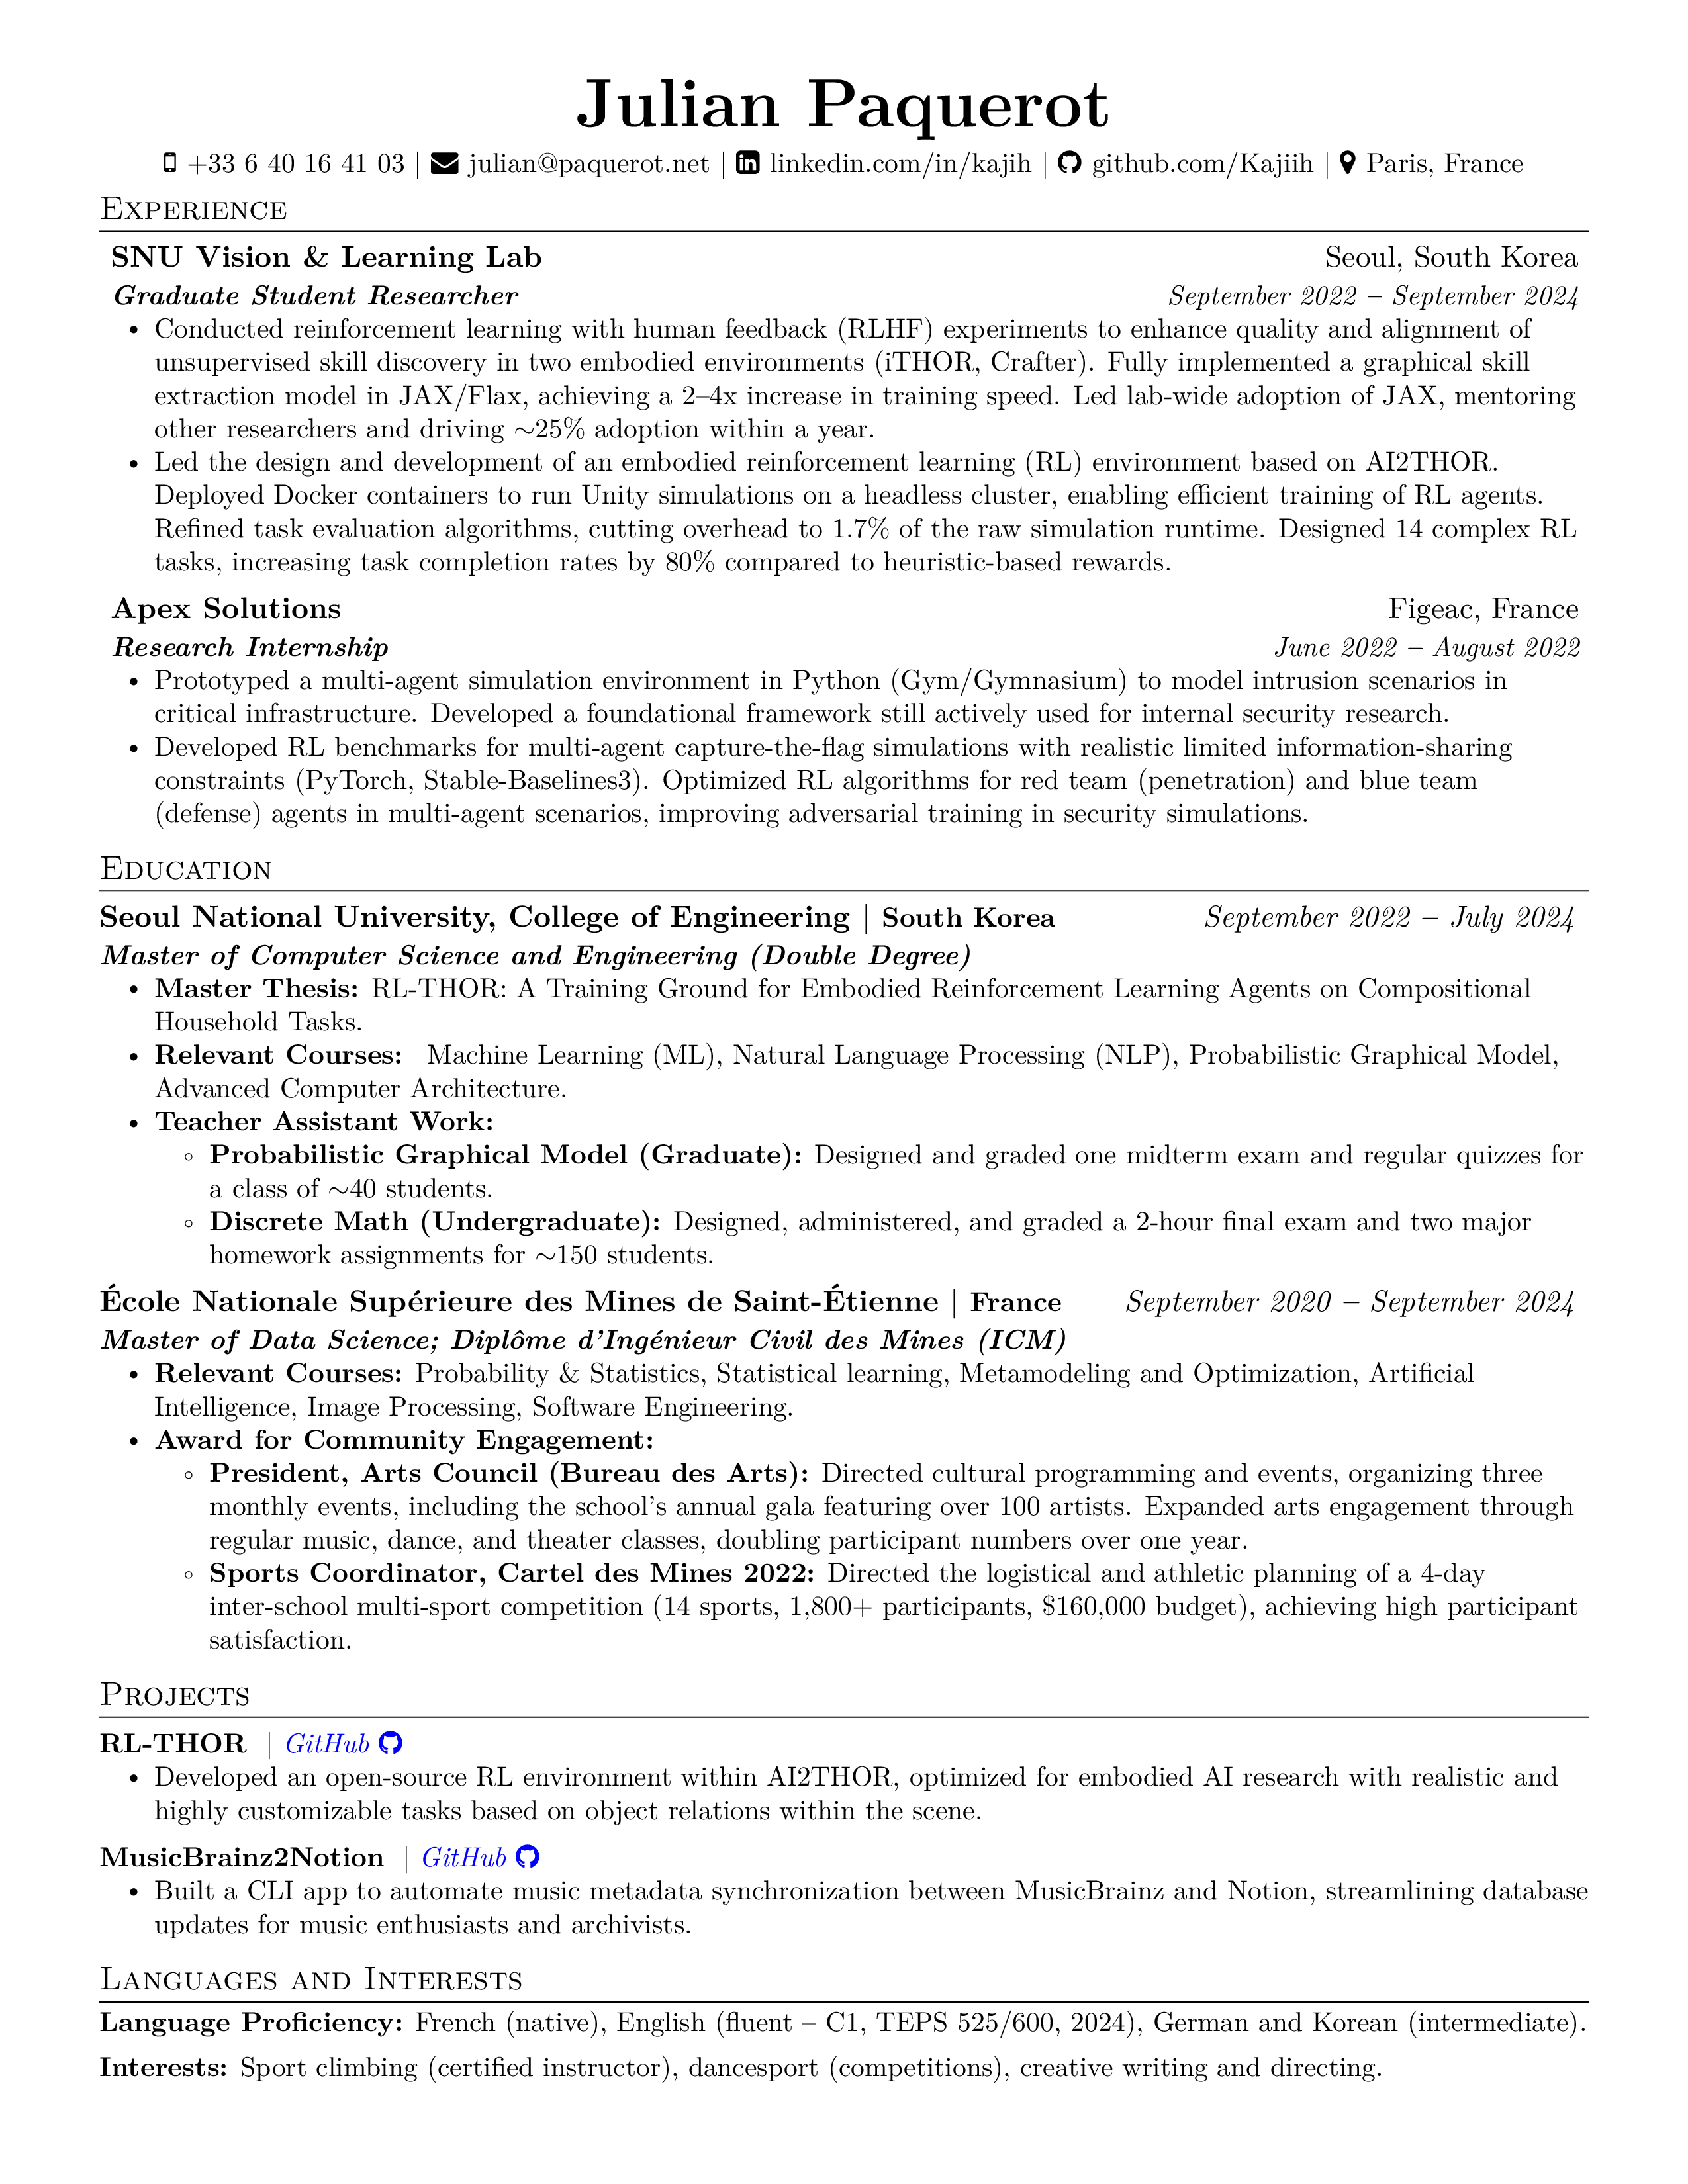 Julian Paquerot
+33 6 40 16 41 03 | julian@paquerot.net | linkedin.com/in/kajih | github.com/Kajiih | Paris, France
Experience
SNU Vision & Learning Lab Seoul, South Korea
Graduate Student Researcher September 2022 – September 2024
• Conducted reinforcement learning with human feedback (RLHF) experiments to enhance quality and alignment of
unsupervised skill discovery in two embodied environments (iTHOR, Crafter). Fully implemented a graphical skill
extraction model in JAX/Flax, achieving a 2–4x increase in training speed. Led lab-wide adoption of JAX, mentoring
other researchers and driving ∼25% adoption within a year.
• Led the design and development of an embodied reinforcement learning (RL) environment based on AI2THOR.
Deployed Docker containers to run Unity simulations on a headless cluster, enabling efficient training of RL agents.
Refined task evaluation algorithms, cutting overhead to 1.7% of the raw simulation runtime. Designed 14 complex RL
tasks, increasing task completion rates by 80% compared to heuristic-based rewards.
Apex Solutions Figeac, France
Research Internship June 2022 – August 2022
• Prototyped a multi-agent simulation environment in Python (Gym/Gymnasium) to model intrusion scenarios in
critical infrastructure. Developed a foundational framework still actively used for internal security research.
• Developed RL benchmarks for multi-agent capture-the-flag simulations with realistic limited information-sharing
constraints (PyTorch, Stable-Baselines3). Optimized RL algorithms for red team (penetration) and blue team
(defense) agents in multi-agent scenarios, improving adversarial training in security simulations.
Education
Seoul National University, College of Engineering | South Korea September 2022 – July 2024
Master of Computer Science and Engineering (Double Degree)
• Master Thesis: RL-THOR: A Training Ground for Embodied Reinforcement Learning Agents on Compositional
Household Tasks.
• Relevant Courses: Machine Learning (ML), Natural Language Processing (NLP), Probabilistic Graphical Model,
Advanced Computer Architecture.
• Teacher Assistant Work:
◦ Probabilistic Graphical Model (Graduate): Designed and graded one midterm exam and regular quizzes for
a class of ∼40 students.
◦ Discrete Math (Undergraduate): Designed, administered, and graded a 2-hour final exam and two major
homework assignments for ∼150 students.
École Nationale Supérieure des Mines de Saint-Étienne | France September 2020 – September 2024
Master of Data Science; Diplôme d'Ingénieur Civil des Mines (ICM)
• Relevant Courses: Probability & Statistics, Statistical learning, Metamodeling and Optimization, Artificial
Intelligence, Image Processing, Software Engineering.
• Award for Community Engagement:
◦ President, Arts Council (Bureau des Arts): Directed cultural programming and events, organizing three
monthly events, including the school's annual gala featuring over 100 artists. Expanded arts engagement through
regular music, dance, and theater classes, doubling participant numbers over one year.
◦ Sports Coordinator, Cartel des Mines 2022: Directed the logistical and athletic planning of a 4-day
inter-school multi-sport competition (14 sports, 1,800+ participants, $160,000 budget), achieving high participant
satisfaction.
Projects
RL-THOR | GitHub
• Developed an open-source RL environment within AI2THOR, optimized for embodied AI research with realistic and
highly customizable tasks based on object relations within the scene.
MusicBrainz2Notion | GitHub
• Built a CLI app to automate music metadata synchronization between MusicBrainz and Notion, streamlining database
updates for music enthusiasts and archivists.
Languages and Interests
Language Proficiency: French (native), English (fluent – C1, TEPS 525/600, 2024), German and Korean (intermediate).
Interests: Sport climbing (certified instructor), dancesport (competitions), creative writing and directing.